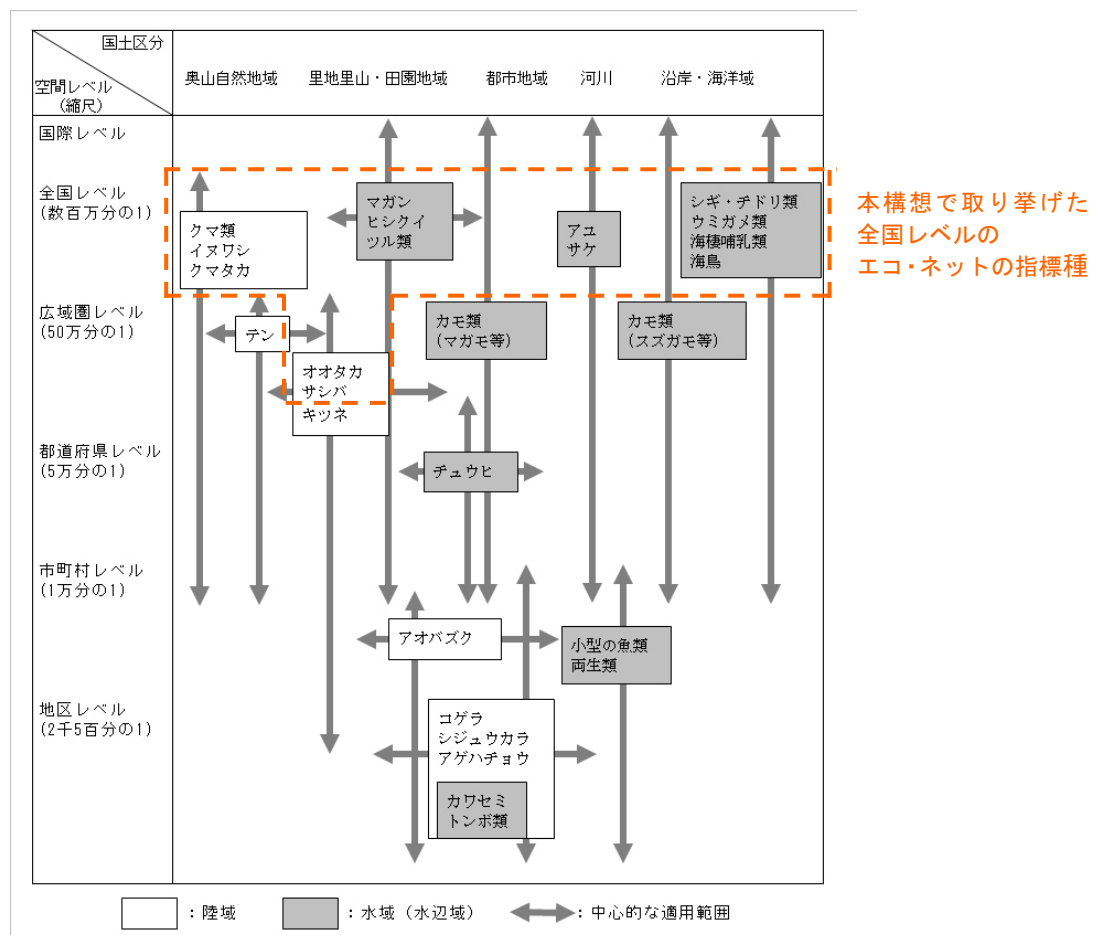 国土区分
空間レベル
(縮尺)
奥山自然地域
里地里山・田園地域
都市地域
河川
沿岸・海洋域
国際レベル
全国レベル
(数百万分の1)
クマ類
イヌワシ
クマタカ
マガン
ヒシクイ
ツル類
アユ
サケ
シギ・チドリ類
ウミガメ類
海棲哺乳類
海鳥
本構想で取り挙げた
全国レベルの
エコ・ネットの指標種
広域圏レベル
(50万分の1)
テン
カモ類
(マガモ等)
カモ類
(スズガモ等)
オオタカ
サシバ
キツネ
都道府県レベル
(5万分の1)
チュウヒ
市町村レベル
(1万分の1)
アオバズク
小型の魚類
両生類
地区レベル
(2千5百分の1)
コゲラ
シジュウカラ
アゲハチョウ
カワセミ
トンボ類
：陸域
：水域（水辺域）
：中心的な適用範囲